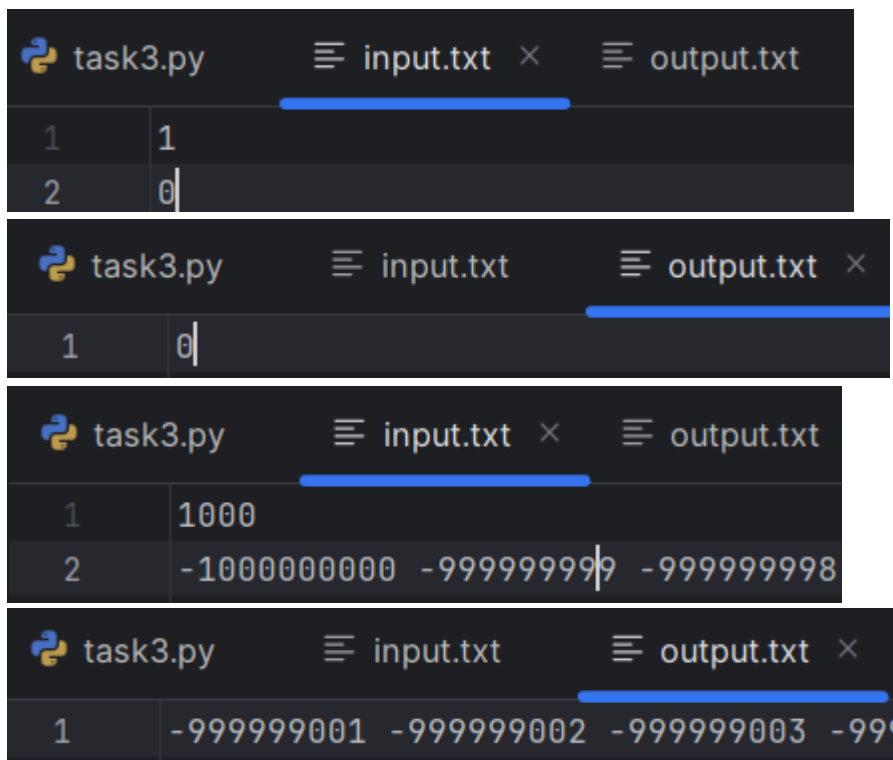 task3.py input.txt × output.txt
1 1
2 0
task3.py input.txt output.txt ×
1 0
task3.py input.txt × output.txt
1 1000
2 -1000000000 -999999999 -999999998
task3.py input.txt output.txt ×
1 -999999001 -999999002 -999999003 -99